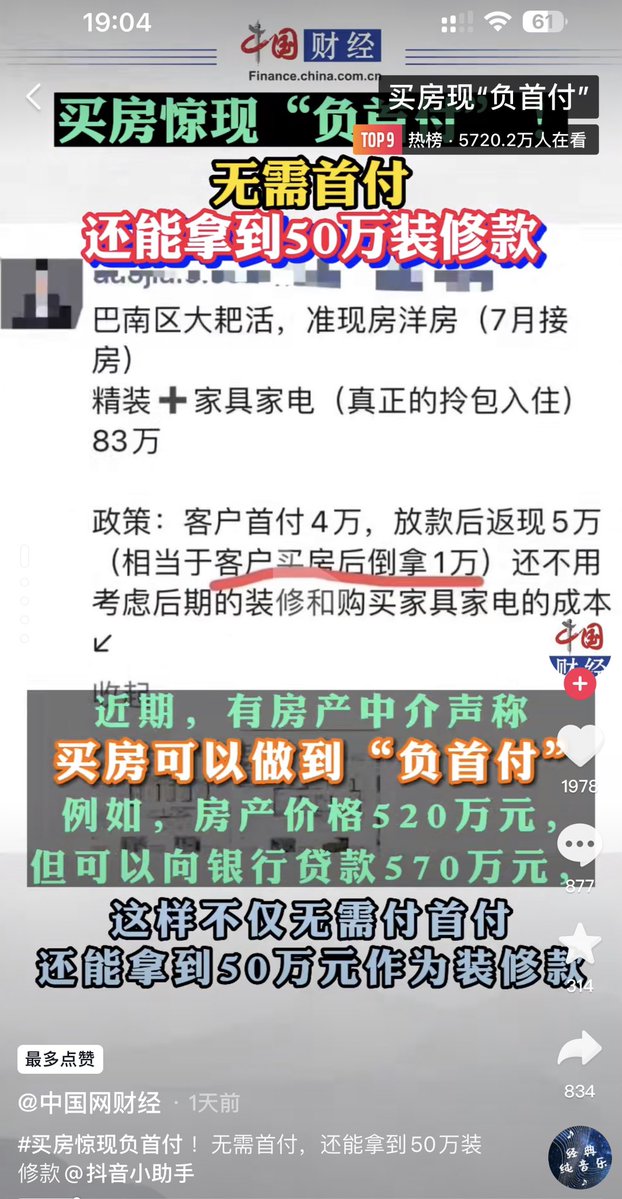 19:04
61
中国财经
Finance.china.com.cn
买房惊现“负首付”！
买房现“负首付”
TOP9 热榜·5720.2万人在看
无需首付
还能拿到50万装修款
巴南区大耙活，准现房洋房（7月接
房）
精装➕家具家电（真正的拎包入住）
83万
政策：客户首付4万，放款后返现5万
（相当于客户买房后倒拿1万）还不用
考虑后期的装修和购买家具家电的成本
↙
中国
财经
收起
近期，有房产中介声称
买房可以做到“负首付”
例如，房产价格520万元，
但可以向银行贷款570万元，
这样不仅无需付首付
还能拿到50万元作为装修款
1978
877
314
834
最多点赞
@中国网财经 · 1天前
#买房惊现负首付！无需首付，还能拿到50万装
修款@抖音小助手
经典
纯音乐